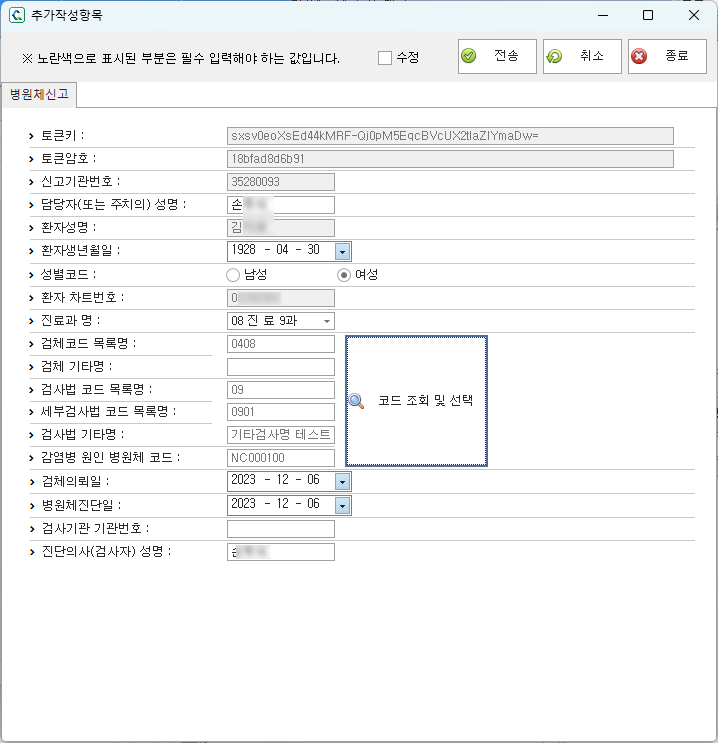 추가작성항목
※ 노란색으로 표시된 부분은 필수 입력해야 하는 값입니다. 수정 전송 취소 종료
병원체신고
토큰키 : sxsv0eoXsEd44kMRF-Qj0pM5EqcBVcUX2tlaZIYmaDw=
토큰암호 : 18bfad8d6b91
신고기관번호 : 35280093
담당자(또는 주치의) 성명 : 손
환자성명 : 김
환자생년월일 : 1928 - 04 - 30
성별코드 : 남성 여성
환자 차트번호 : 0
진료과 명 : 08 진 료 9과
검체코드 목록명 : 0408
검체 기타명 :
검사법 코드 목록명 : 09
코드 조회 및 선택
세부검사법 코드 목록명 : 0901
검사법 기타명 : 기타검사명 테스트
감염병 원인 병원체 코드 : NC000100
검체의뢰일 : 2023 - 12 - 06
병원체진단일 : 2023 - 12 - 06
검사기관 기관번호 :
진단의사(검사자) 성명 : 손